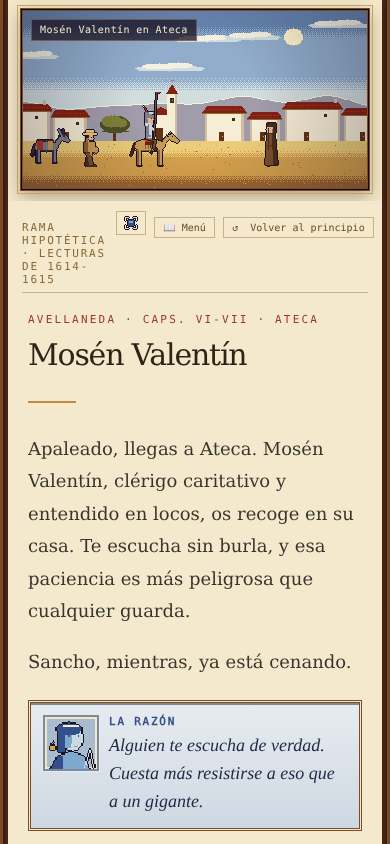 Mosén Valentín en Ateca
RAMA
HIPOTÉTICA
· LECTURAS
DE 1614-
1615
📖 Menú
↺ Volver al principio
AVELLANEDA · CAPS. VI-VII · ATECA
Mosén Valentín
Apaleado, llegas a Ateca. Mosén
Valentín, clérigo caritativo y
entendido en locos, os recoge en su
casa. Te escucha sin burla, y esa
paciencia es más peligrosa que
cualquier guarda.
Sancho, mientras, ya está cenando.
LA RAZÓN
Alguien te escucha de verdad.
Cuesta más resistirse a eso que
a un gigante.